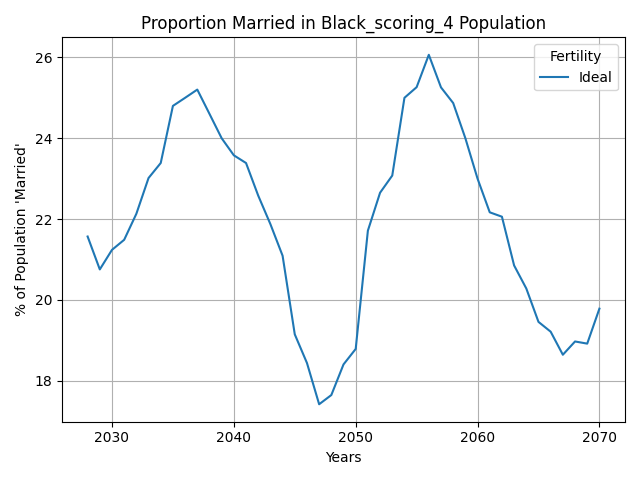 Proportion Married in Black_scoring_4 Population
Fertility
Ideal
% of Population 'Married'
26
24
22
20
18
2030 2040 2050 2060 2070
Years